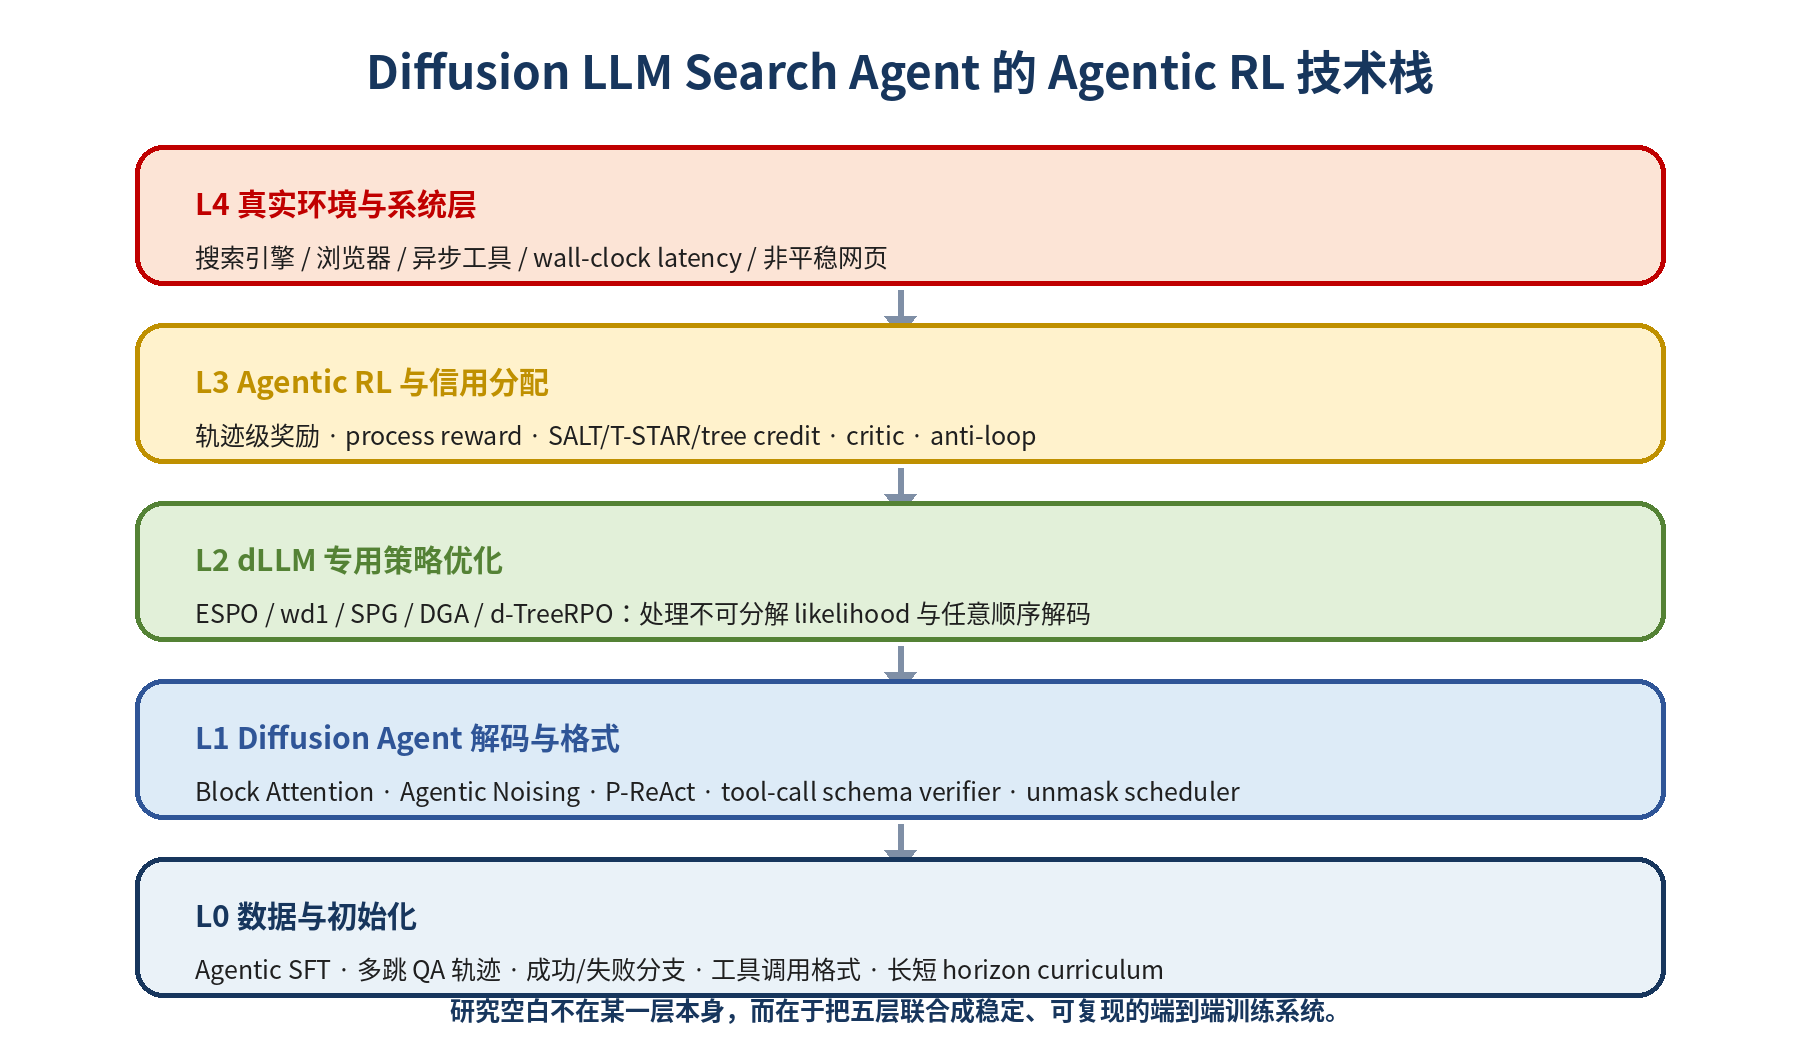 Diffusion LLM Search Agent 的 Agentic RL 技术栈
L4 真实环境与系统层
搜索引擎 / 浏览器 / 异步工具 / wall-clock latency / 非平稳网页
L3 Agentic RL 与信用分配
轨迹级奖励 · process reward · SALT/T-STAR/tree credit · critic · anti-loop
L2 dLLM 专用策略优化
ESPO / wd1 / SPG / DGA / d-TreeRPO：处理不可分解 likelihood 与任意顺序解码
L1 Diffusion Agent 解码与格式
Block Attention · Agentic Noising · P-ReAct · tool-call schema verifier · unmask scheduler
L0 数据与初始化
Agentic SFT · 多跳 QA 轨迹 · 成功/失败分支 · 工具调用格式 · 长短 horizon curriculum
研究空白不在某一层本身，而在于把五层联合成稳定、可复现的端到端训练系统。